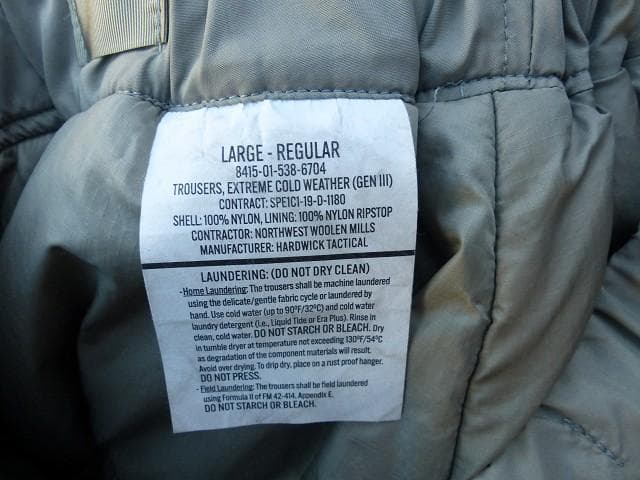 LARGE - REGULAR
8415-01-538-6704
TROUSERS, EXTREME COLD WEATHER (GEN III)
CONTRACT: SPEIC1-19-D-1180
SHELL: 100% NYLON, LINING: 100% NYLON RIPSTOP
CONTRACTOR: NORTHWEST WOOLEN MILLS
MANUFACTURER: HARDWICK TACTICAL
LAUNDERING: (DO NOT DRY CLEAN)
- Home Laundering: The trousers shall be machine laundered
using the delicate/gentle fabric cycle or laundered by
hand. Use cold water (up to 90ºF/32ºC) and cold water
laundry detergent (i.e., Liquid Tide or Era Plus). Rinse in
clean, cold water. DO NOT STARCH OR BLEACH. Dry
in tumble dryer at temperature not exceeding 130ºF/54ºC
as degradation of the component materials will result.
Avoid over drying. To drip dry, place on a rust proof hanger.
DO NOT PRESS.
- Field Laundering: The trousers shall be field laundered
using Formula II of FM 42-414, Appendix E.
DO NOT STARCH OR BLEACH.